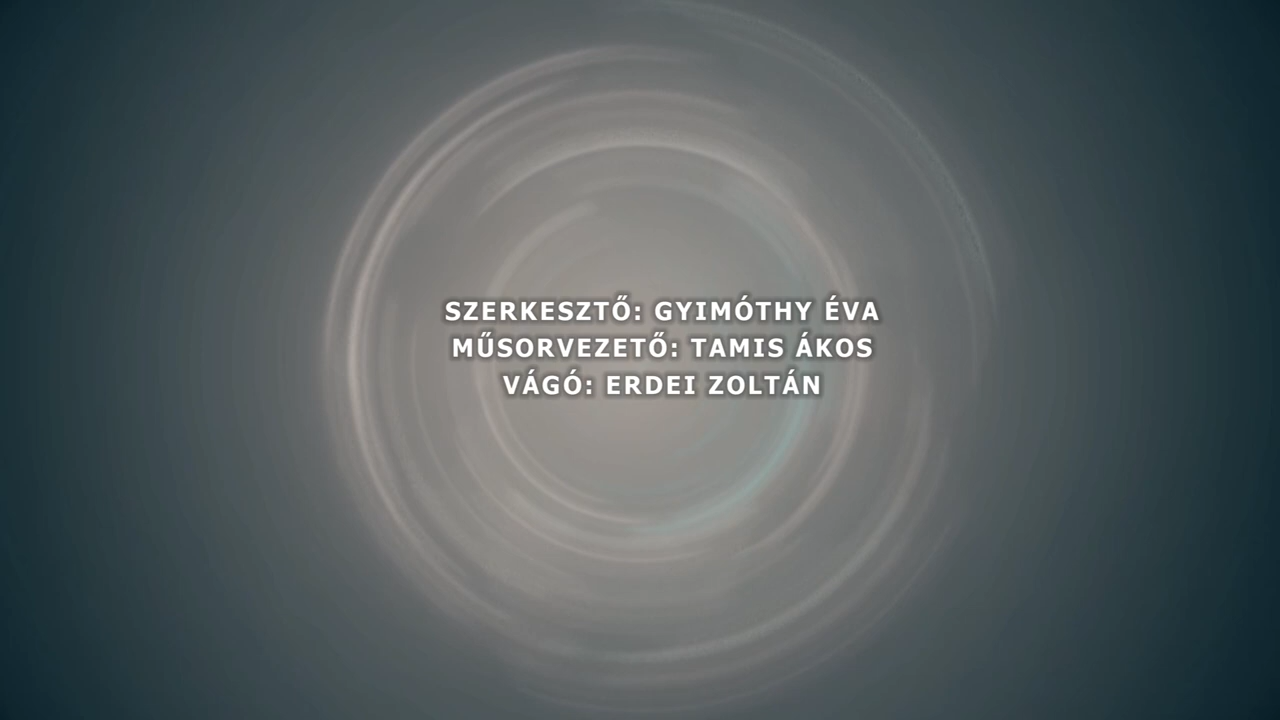 SZERKESZTŐ: GYIMÓTHY ÉVA
MŰSORVEZETŐ: TAMIS ÁKOS
VÁGÓ: ERDEI ZOLTÁN